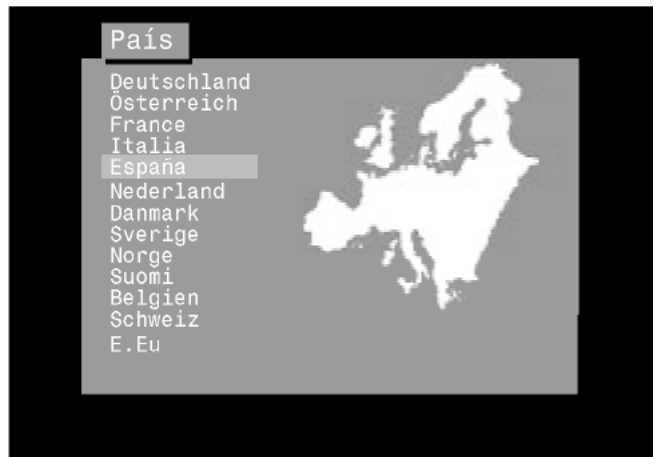 País
Deutschland
Österreich
France
Italia
España
Nederland
Danmark
Sverige
Norge
Suomi
Belgien
Schweiz
E.Eu